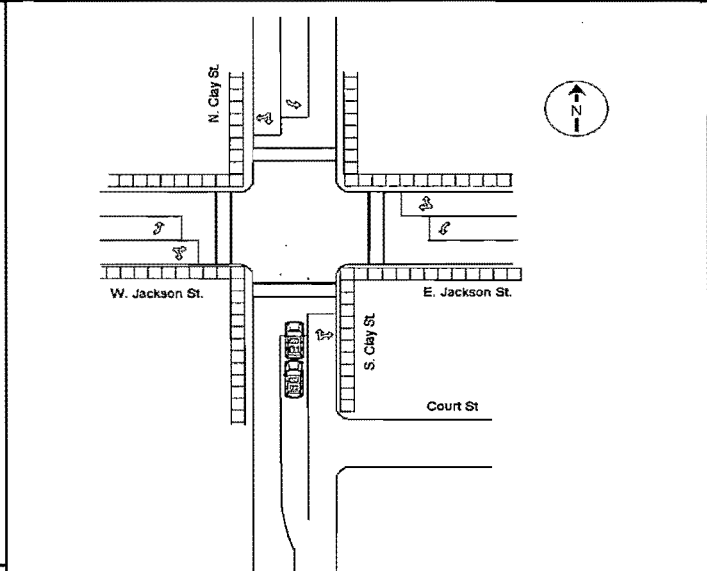 N. Clay St.
N
W. Jackson St.
E. Jackson St.
S. Clay St.
Court St